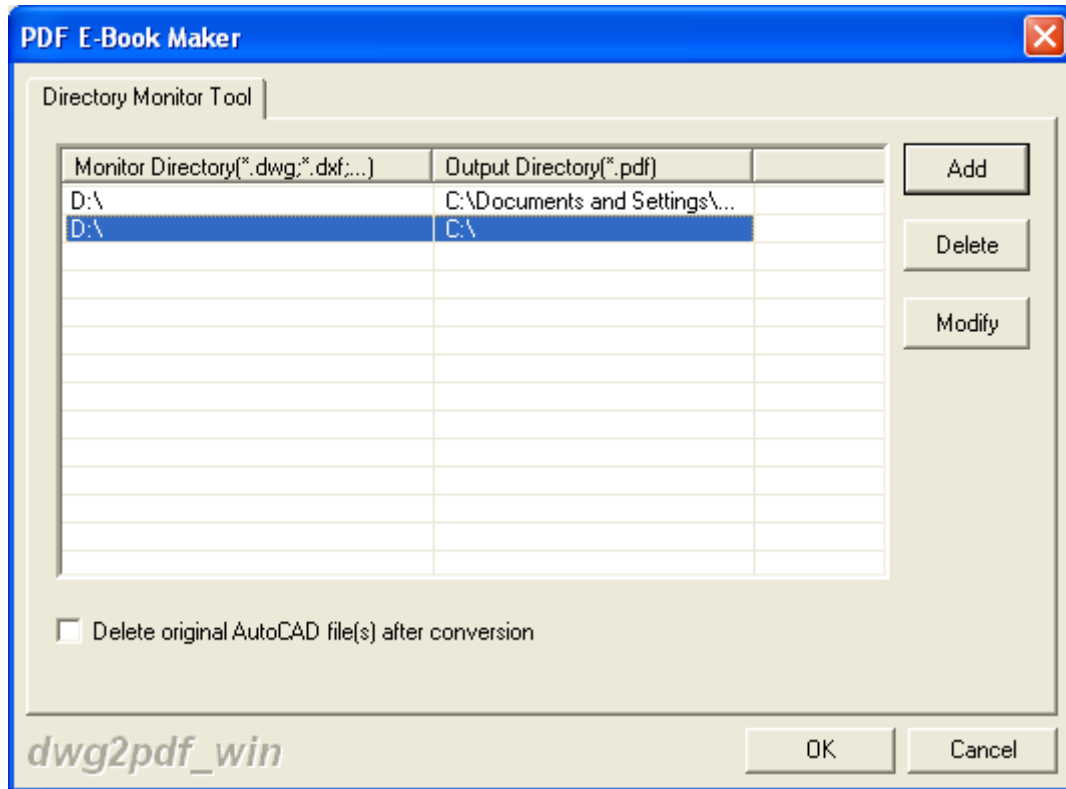 PDF E-Book Maker
Directory Monitor Tool
Monitor Directory(*.dwg;*.dxf;...) Output Directory(*.pdf)
D:\ C:\Documents and Settings\...
D:\ C:\
Add
Delete
Modify
Delete original AutoCAD file(s) after conversion
dwg2pdf_win
OK Cancel